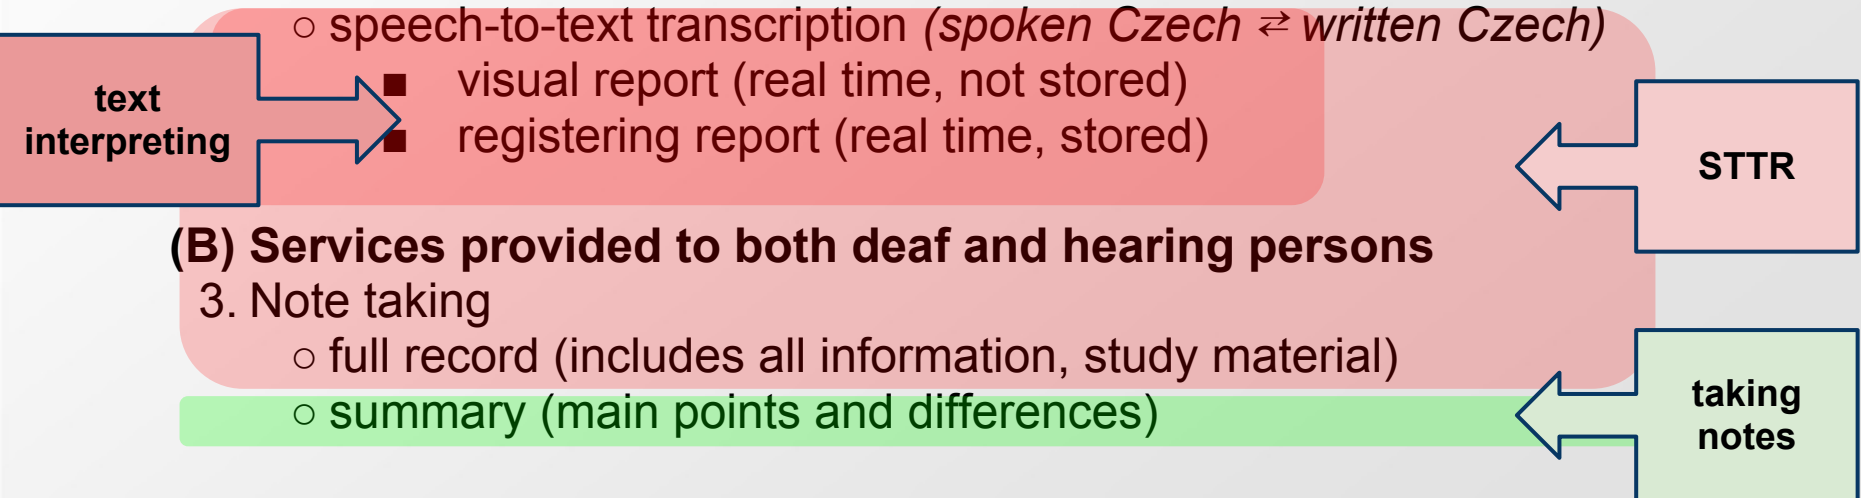 ○ speech-to-text transcription (spoken Czech ⇄ written Czech)
■ visual report (real time, not stored)
■ registering report (real time, stored)
text
interpreting
STTR
(B) Services provided to both deaf and hearing persons
3. Note taking
○ full record (includes all information, study material)
○ summary (main points and differences)
taking
notes